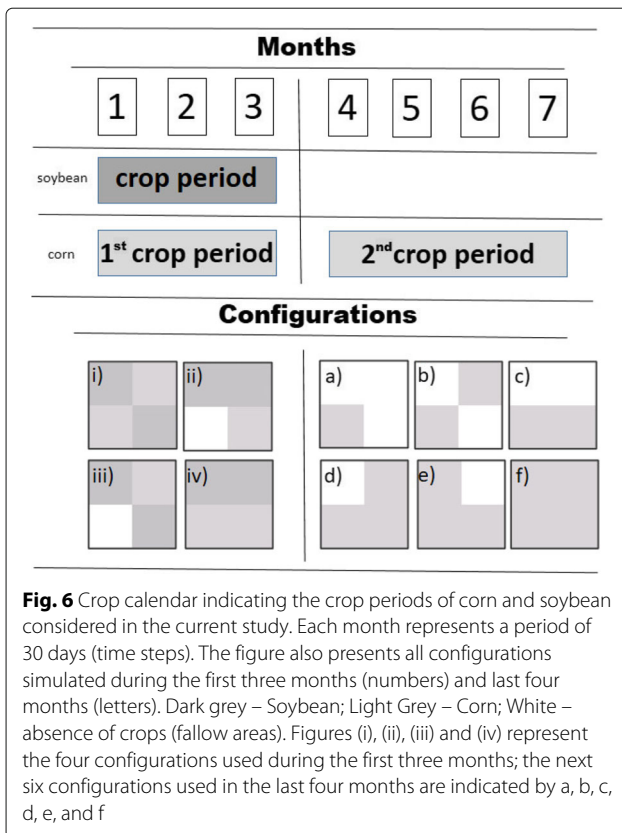 Months
1 2 3 4 5 6 7
soybean crop period
corn 1st crop period 2nd crop period
Configurations
i) ii) a) b) c)
iii) iv) d) e) f)
Fig. 6 Crop calendar indicating the crop periods of corn and soybean
considered in the current study. Each month represents a period of
30 days (time steps). The figure also presents all configurations
simulated during the first three months (numbers) and last four
months (letters). Dark grey – Soybean; Light Grey – Corn; White –
absence of crops (fallow areas). Figures (i), (ii), (iii) and (iv) represent
the four configurations used during the first three months; the next
six configurations used in the last four months are indicated by a, b, c,
d, e, and f